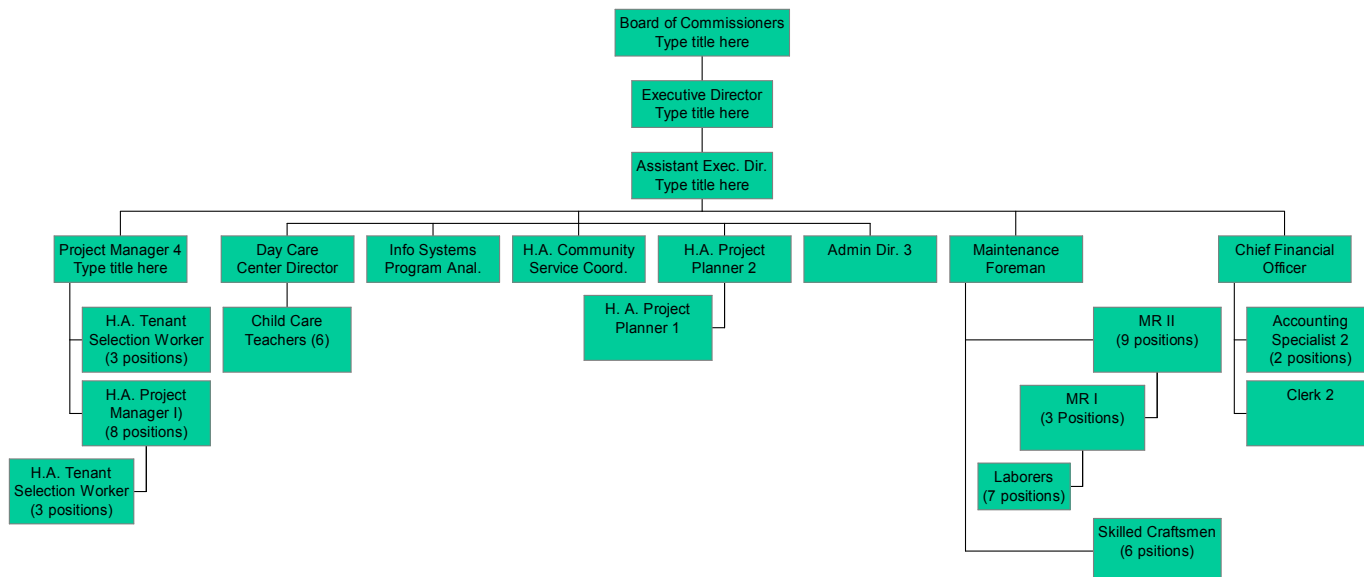 Board of Commissioners
Type title here
Executive Director
Type title here
Assistant Exec. Dir.
Type title here
Project Manager 4
Type title here
Day Care
Center Director
Info Systems
Program Anal.
H.A. Community
Service Coord.
H.A. Project
Planner 2
Admin Dir. 3
Maintenance
Foreman
Chief Financial
Officer
H.A. Tenant
Selection Worker
(3 positions)
Child Care
Teachers (6)
H. A. Project
Planner 1
MR II
(9 positions)
Accounting
Specialist 2
(2 positions)
H.A. Project
Manager I)
(8 positions)
MR I
(3 Positions)
Clerk 2
H.A. Tenant
Selection Worker
(3 positions)
Laborers
(7 positions)
Skilled Craftsmen
(6 psitions)